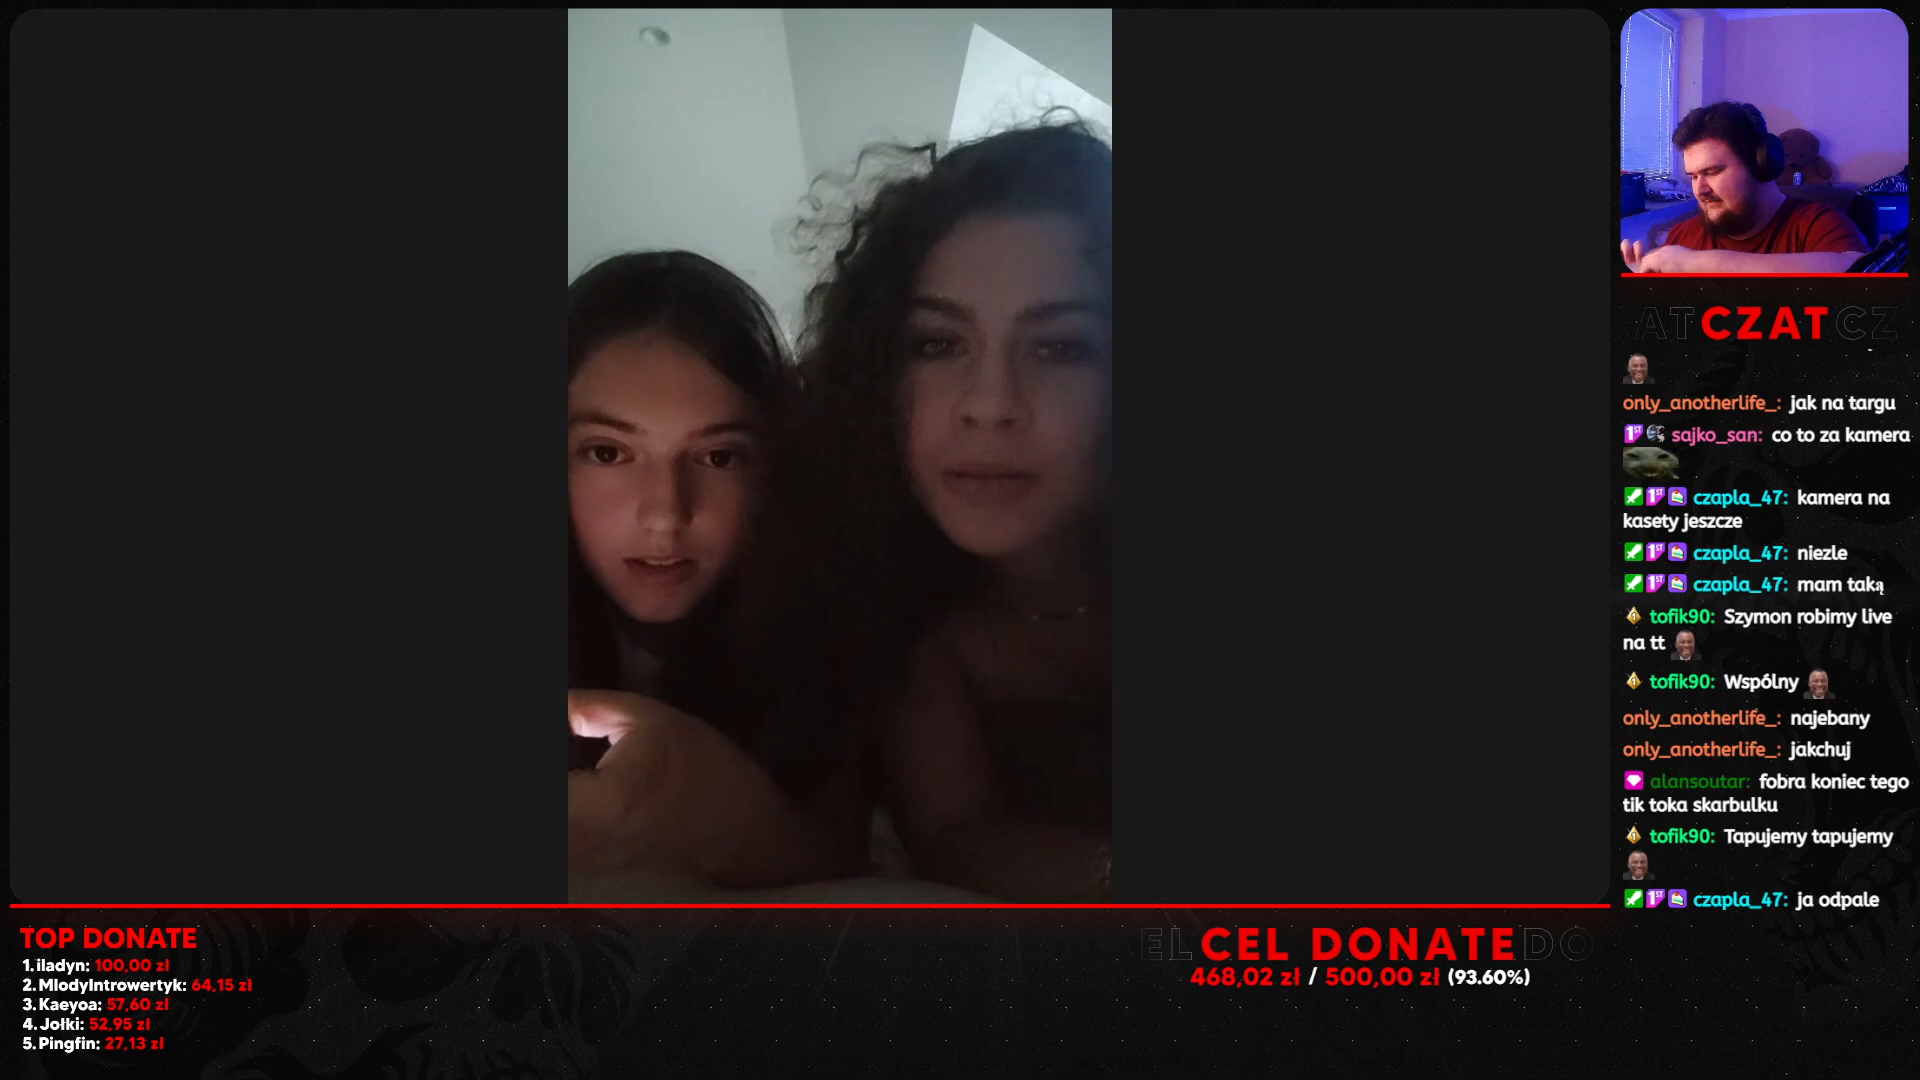 ATCZATCZ
only_anotherlife_: jak na targu
sajko_san: co to za kamera
czapla_47: kamera na
kasety jeszcze
czapla_47: niezle
czapla_47: mam taką
tofik90: Szymon robimy live
na tt
tofik90: Wspólny
only_anotherlife_: najebany
only_anotherlife_: jakchuj
alansoutar: fobra koniec tego
tik toka skarbulku
tofik90: Tapujemy tapujemy
czapla_47: ja odpale
TOP DONATE
1. iladyn: 100,00 zł
2. MlodyIntrowertyk: 64,15 zł
3. Kaeyoa: 57,60 zł
4. Jołki: 52,95 zł
5. Pingfin: 27,13 zł
ELCEL DONATEDO
468,02 zł / 500,00 zł (93.60%)